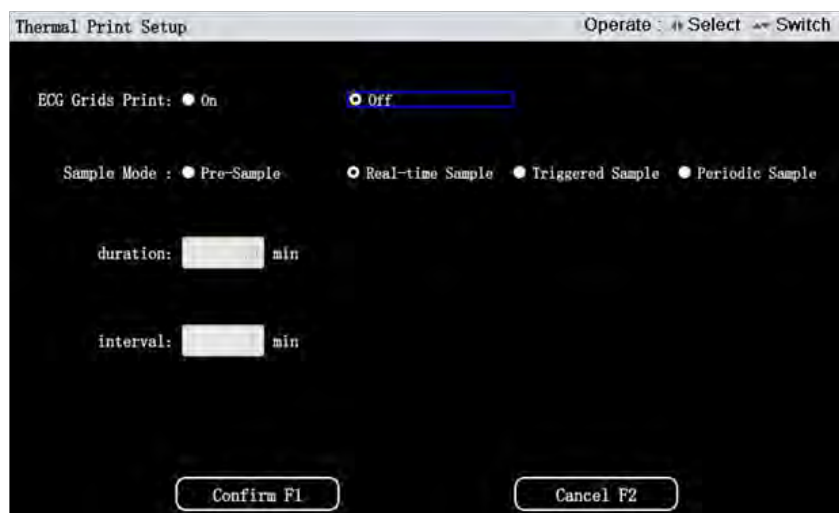 Thermal Print Setup Operate : Select Switch
ECG Grids Print: On Off
Sample Mode : Pre-Sample Real-time Sample Triggered Sample Periodic Sample
duration: min
interval: min
Confirm F1 Cancel F2